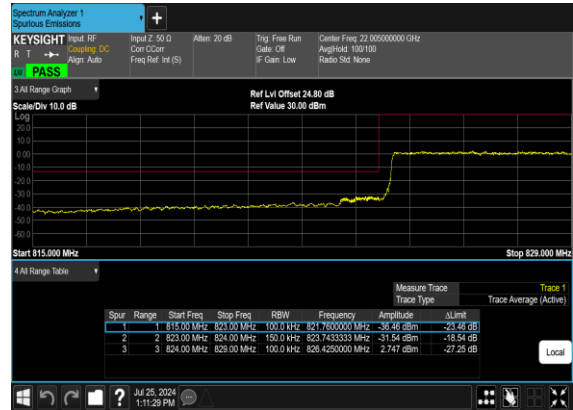 Spectrum Analyzer 1
Spurious Emissions
+
KEYSIGHT Input: RF Input Z: 50 Ω Atten: 20 dB Trig: Free Run Center Freq: 22.005000000 GHz
R T Coupling: DC Corr CCorr Gate: Off Avg|Hold: 100/100
Align: Auto Freq Ref: Int (S) IF Gain: Low Radio Std: None
PASS
3 All Range Graph
Ref Lvl Offset 24.80 dB
Scale/Div 10.0 dB Ref Value 30.00 dBm
Log
20.0
10.0
0.00
-10.0
-20.0
-30.0
-40.0
-50.0
-60.0
Start 815.000 MHz Stop 829.000 MHz
4 All Range Table
Measure Trace Trace 1
Trace Type Trace Average (Active)
Spur Range Start Freq Stop Freq RBW Frequency Amplitude ΔLimit
1 1 815.00 MHz 823.00 MHz 100.0 kHz 821.7600000 MHz -36.46 dBm -23.46 dB
2 2 823.00 MHz 824.00 MHz 150.0 kHz 823.7433333 MHz -31.54 dBm -18.54 dB
3 3 824.00 MHz 829.00 MHz 100.0 kHz 826.4250000 MHz 2.747 dBm -27.25 dB
Local
? Jul 25, 2024
1:11:29 PM